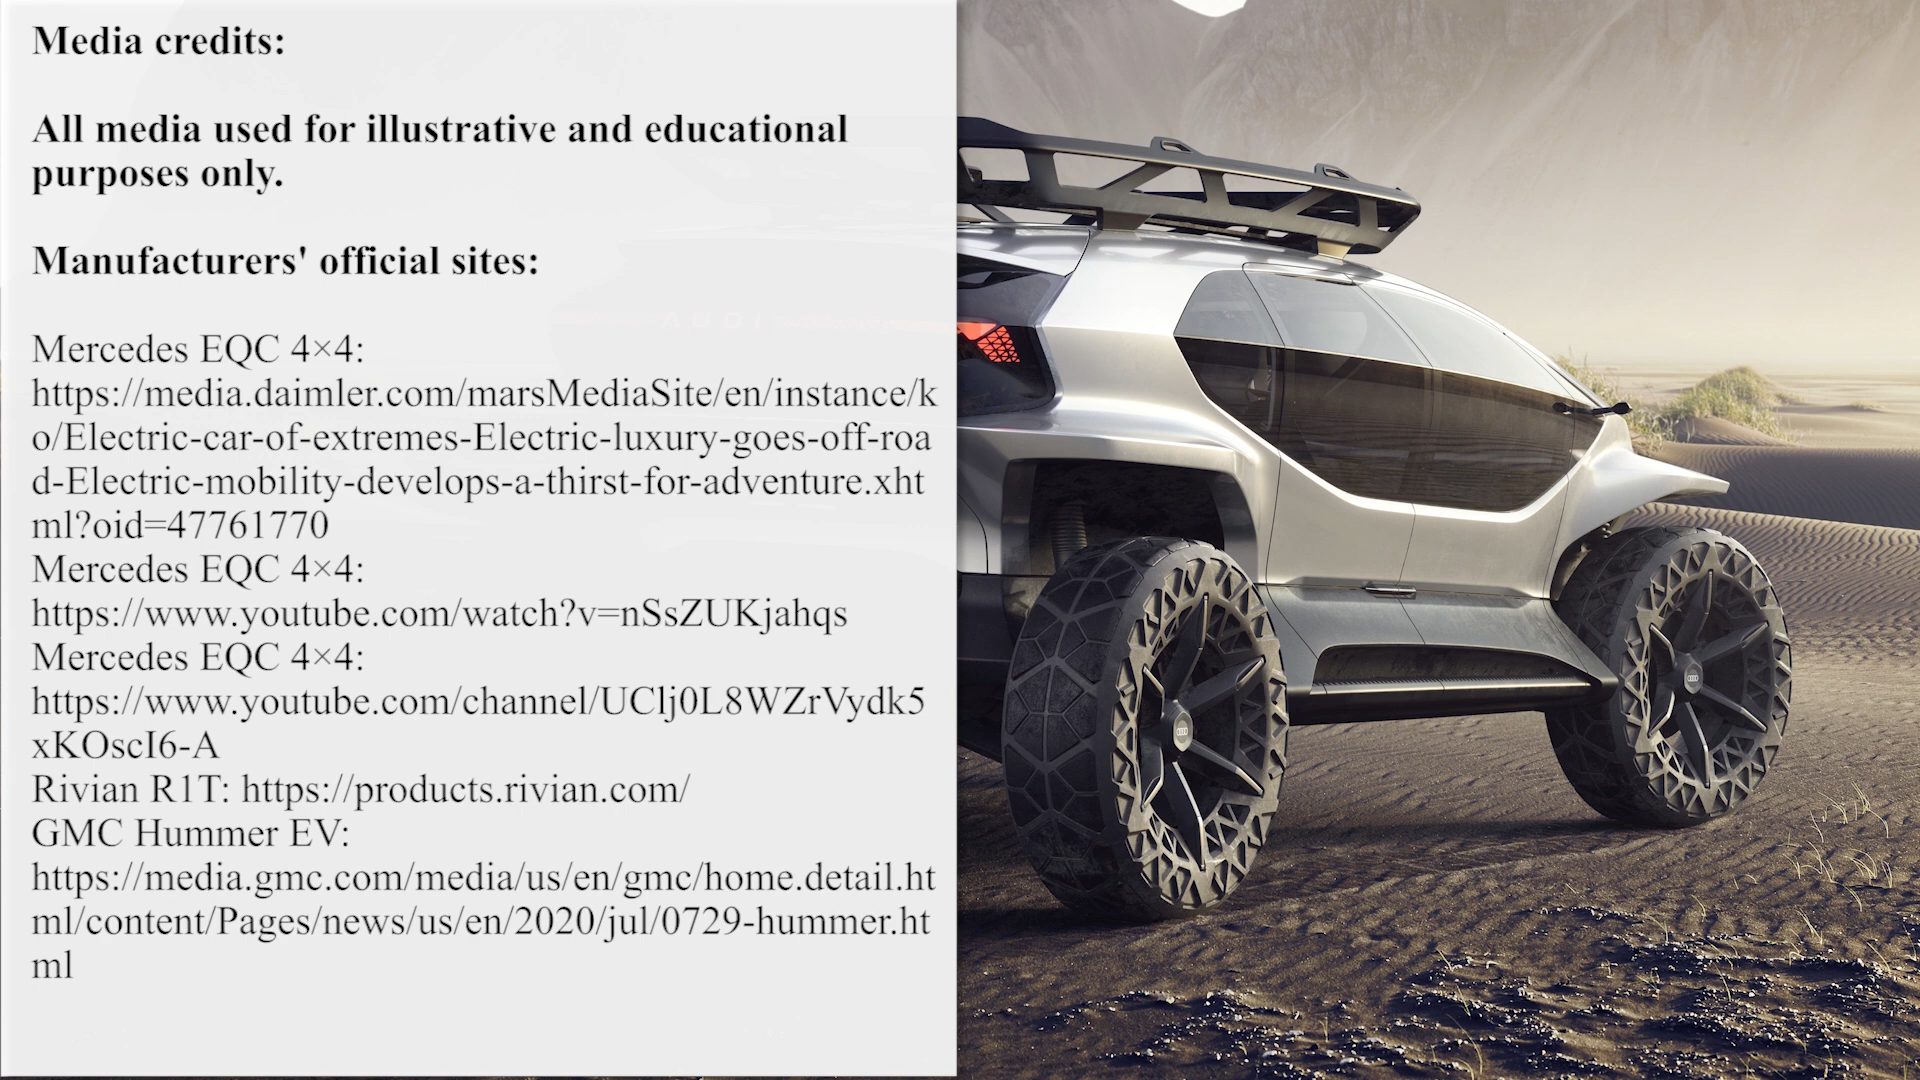 Media credits:
All media used for illustrative and educational
purposes only.
Manufacturers' official sites:
Mercedes EQC 4×4:
https://media.daimler.com/marsMediaSite/en/instance/k
o/Electric-car-of-extremes-Electric-luxury-goes-off-roa
d-Electric-mobility-develops-a-thirst-for-adventure.xht
ml?oid=47761770
Mercedes EQC 4×4:
https://www.youtube.com/watch?v=nSsZUKjahqs
Mercedes EQC 4×4:
https://www.youtube.com/channel/UClj0L8WZrVydk5
xKOscI6-A
Rivian R1T: https://products.rivian.com/
GMC Hummer EV:
https://media.gmc.com/media/us/en/gmc/home.detail.ht
ml/content/Pages/news/us/en/2020/jul/0729-hummer.ht
ml
AUDI